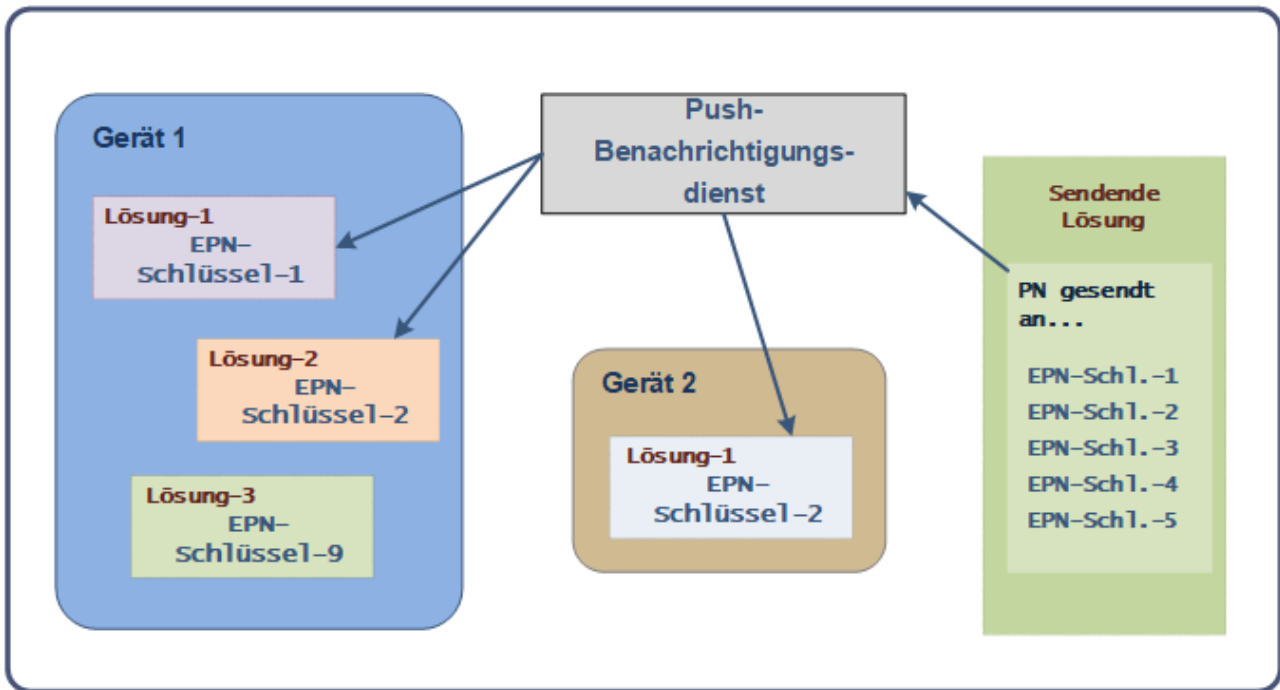 Gerät 1
Lösung-1
EPN-
Schlüssel-1
Lösung-2
EPN-
Schlüssel-2
Lösung-3
EPN-
Schlüssel-9
Push-
Benachrichtigungs-
dienst
Gerät 2
Lösung-1
EPN-
Schlüssel-2
Sendende
Lösung
PN gesendt
an...
EPN-Schl.-1
EPN-Schl.-2
EPN-Schl.-3
EPN-Schl.-4
EPN-Schl.-5